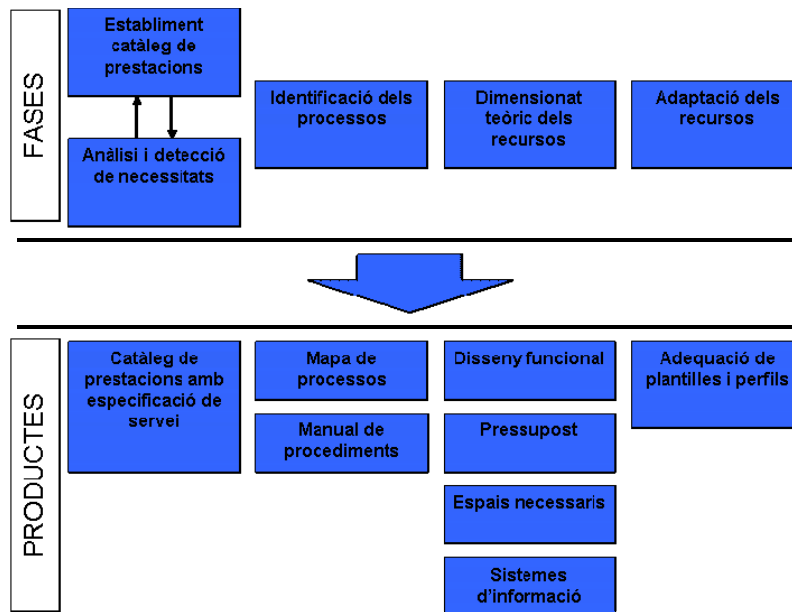 FASES
Establiment
catàleg de
prestacions
Anàlisi i detecció
de necessitats
Identificació dels
processos
Dimensionat
teòric dels
recursos
Adaptació dels
recursos
PRODUCTES
Catàleg de
prestacions amb
especificació de
servei
Mapa de
processos
Manual de
procediments
Disseny funcional
Pressupost
Espais necessaris
Sistemes
d'informació
Adequació de
plantilles i perfils